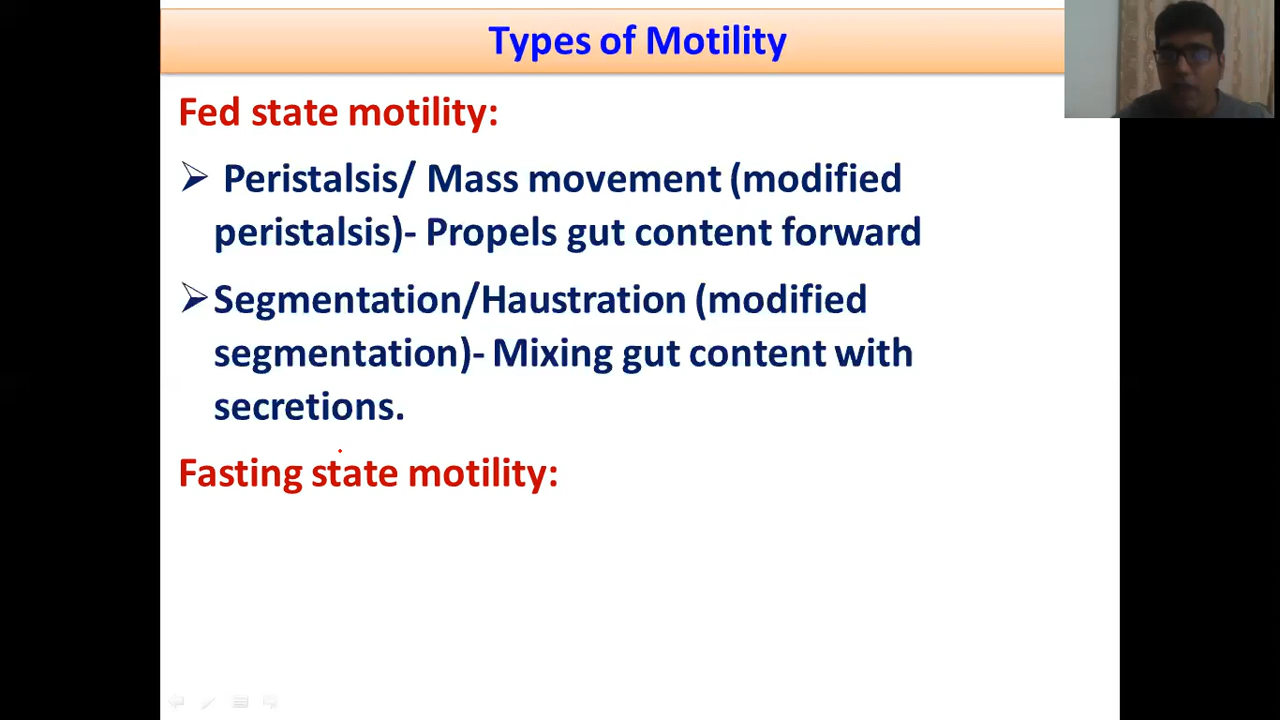 Types of Motility
Fed state motility:
Peristalsis/ Mass movement (modified
peristalsis)- Propels gut content forward
Segmentation/Haustration (modified
segmentation)- Mixing gut content with
secretions.
Fasting state motility: